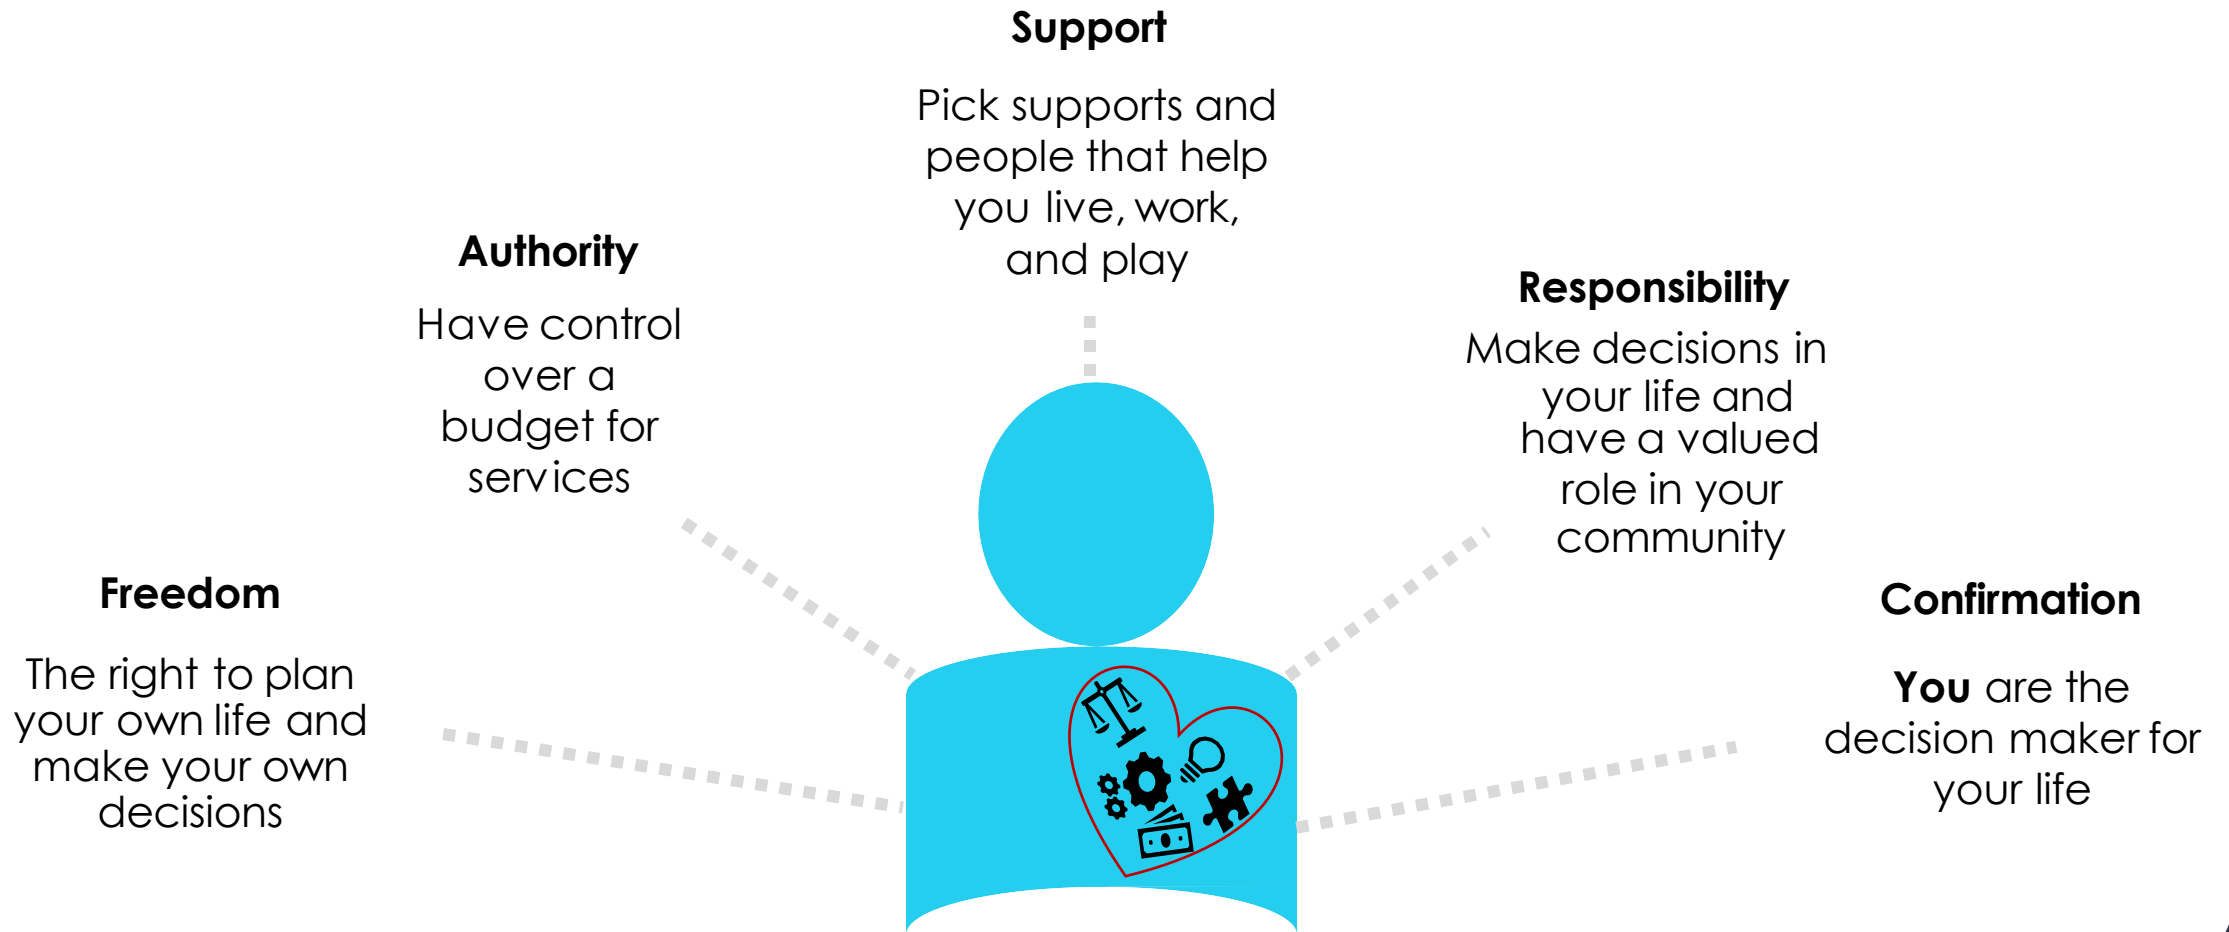 Support
Pick supports and
people that help
you live, work,
and play
Authority
Have control
over a
budget for
services
Responsibility
Make decisions in
your life and
have a valued
role in your
community
Freedom
The right to plan
your own life and
make your own
decisions
Confirmation
You are the
decision maker for
your life